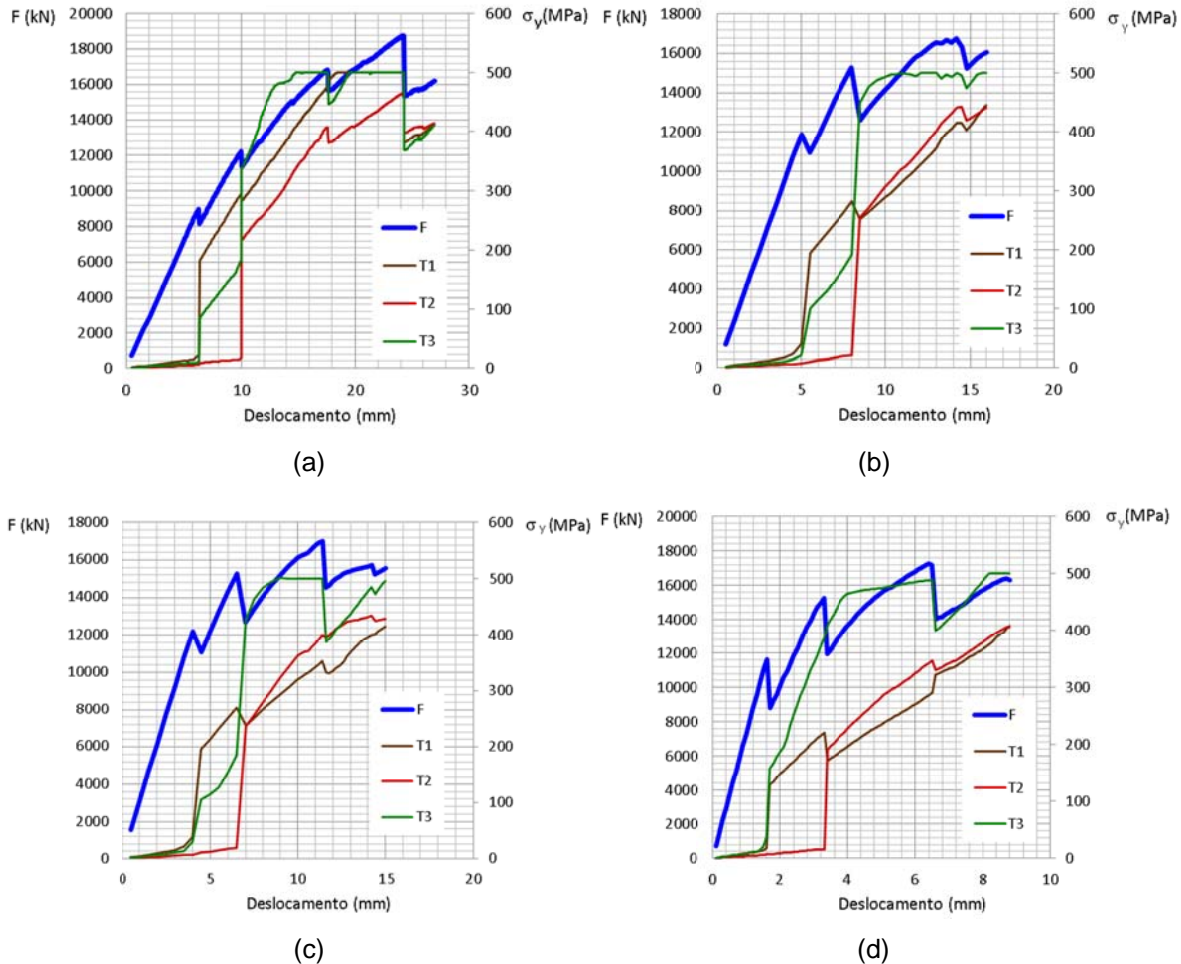 F (kN)
σy(MPa)
20000
18000
16000
14000
12000
10000
8000
6000
4000
2000
0
600
500
400
300
200
100
0
F
T1
T2
T3
0 10 20 30
Deslocamento (mm)
(a)
F (kN)
σy (MPa)
18000
16000
14000
12000
10000
8000
6000
4000
2000
0
600
500
400
300
200
100
0
F
T1
T2
T3
0 5 10 15 20
Deslocamento (mm)
(b)
F (kN)
σy (MPa)
18000
16000
14000
12000
10000
8000
6000
4000
2000
0
600
500
400
300
200
100
0
F
T1
T2
T3
0 5 10 15 20
Deslocamento (mm)
(c)
F (kN)
σy(MPa)
20000
18000
16000
14000
12000
10000
8000
6000
4000
2000
0
600
500
400
300
200
100
0
F
T1
T2
T3
0 2 4 6 8 10
Deslocamento (mm)
(d)